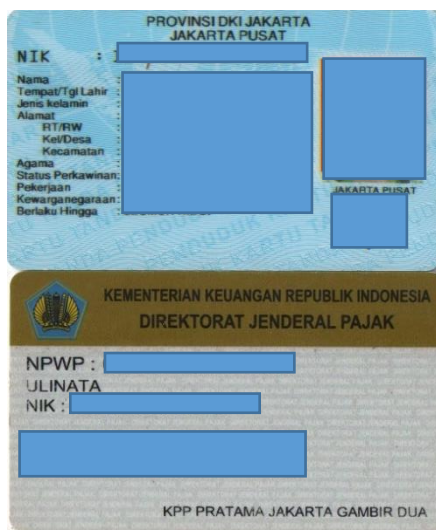 PROVINSI DKI JAKARTA
JAKARTA PUSAT
NIK :
Nama :
Tempat/Tgl Lahir :
Jenis kelamin :
Alamat :
RT/RW :
Kel/Desa :
Kecamatan :
Agama :
Status Perkawinan:
Pekerjaan :
Kewarganegaraan:
Berlaku Hingga :
JAKARTA PUSAT
KEMENTERIAN KEUANGAN REPUBLIK INDONESIA
DIREKTORAT JENDERAL PAJAK
NPWP :
ULINATA
NIK :
KPP PRATAMA JAKARTA GAMBIR DUA